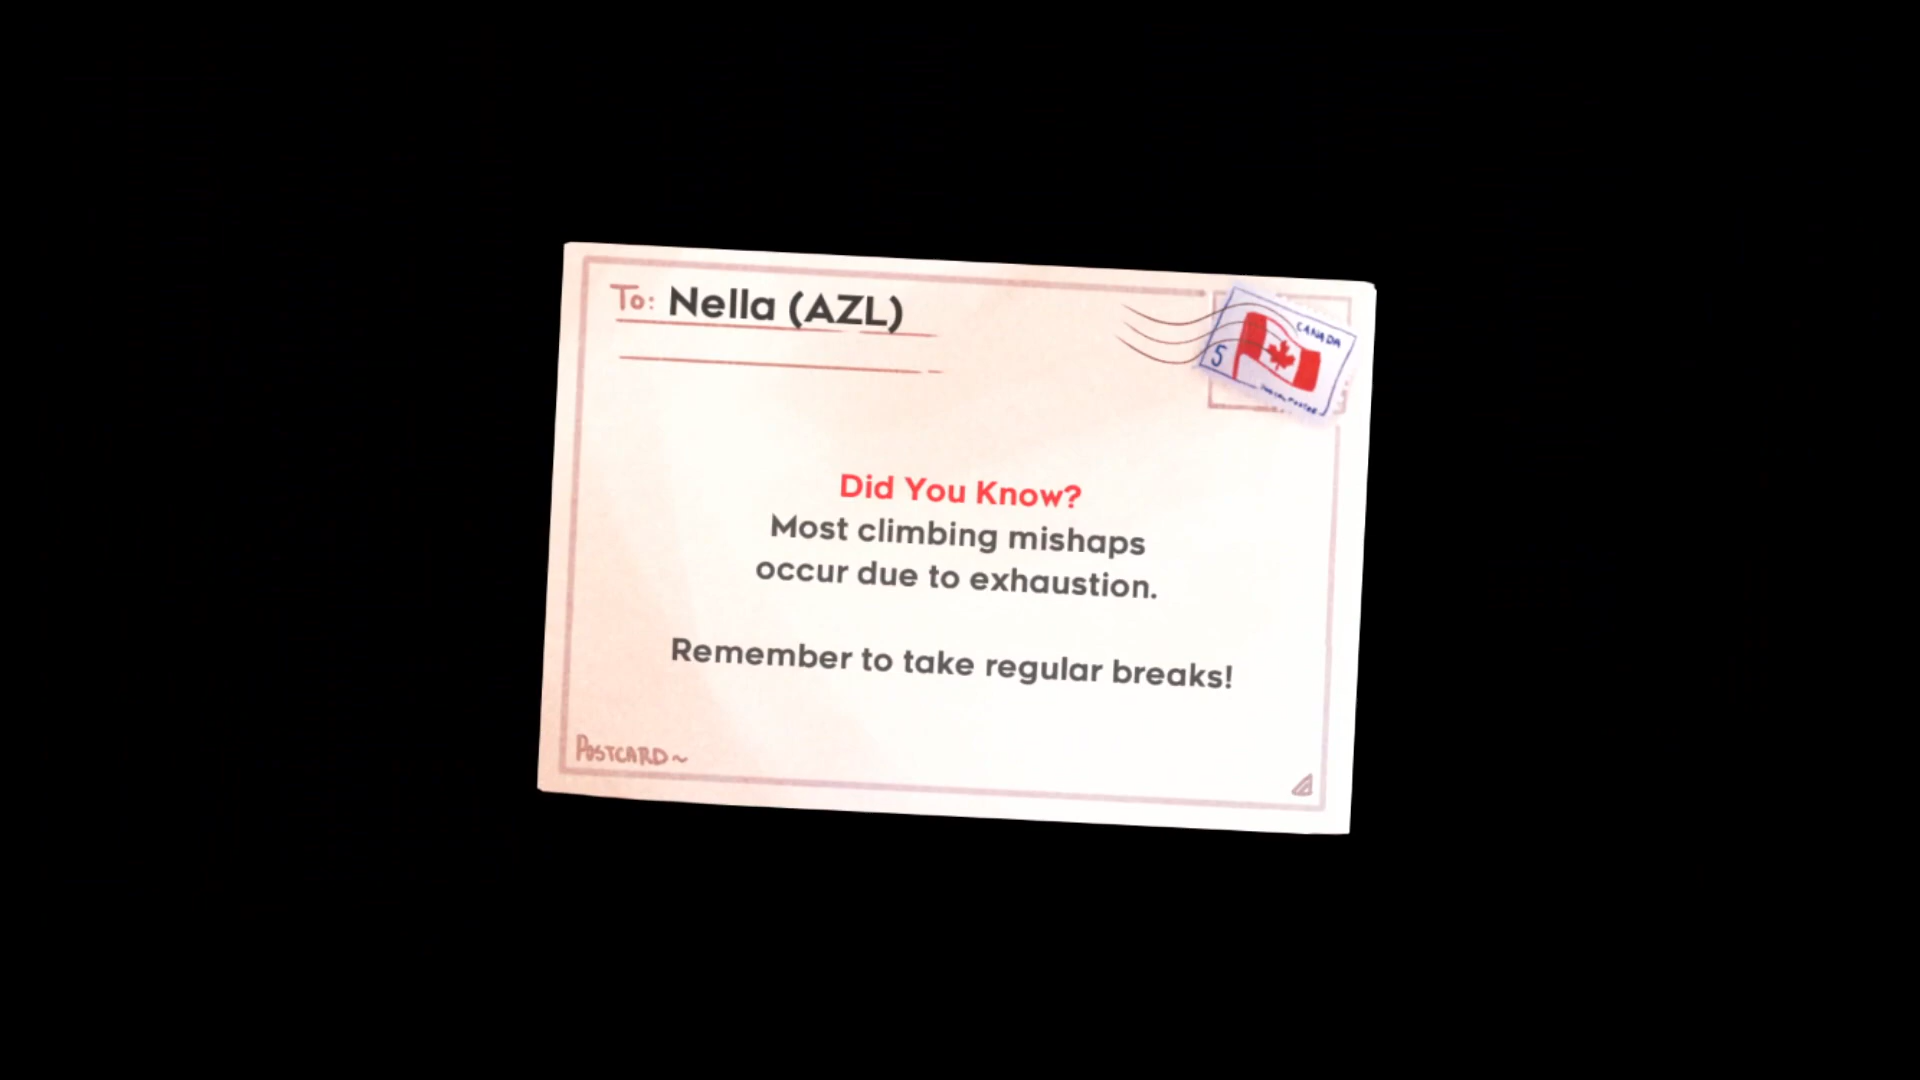 To: Nella (AZL)
CANADA
5
Did You Know?
Most climbing mishaps
occur due to exhaustion.
Remember to take regular breaks!
POSTCARD~